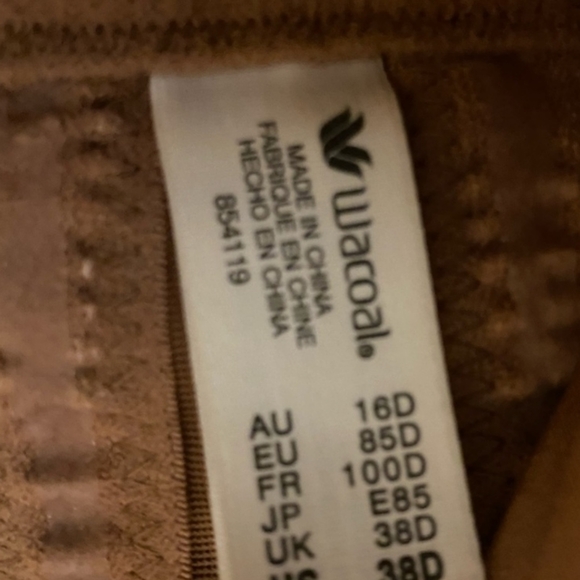 wacoal®
MADE IN CHINA
FABRIQUE EN CHINE
HECHO EN CHINA
854119
AU 16D
EU 85D
FR 100D
JP E85
UK 38D
US 38D